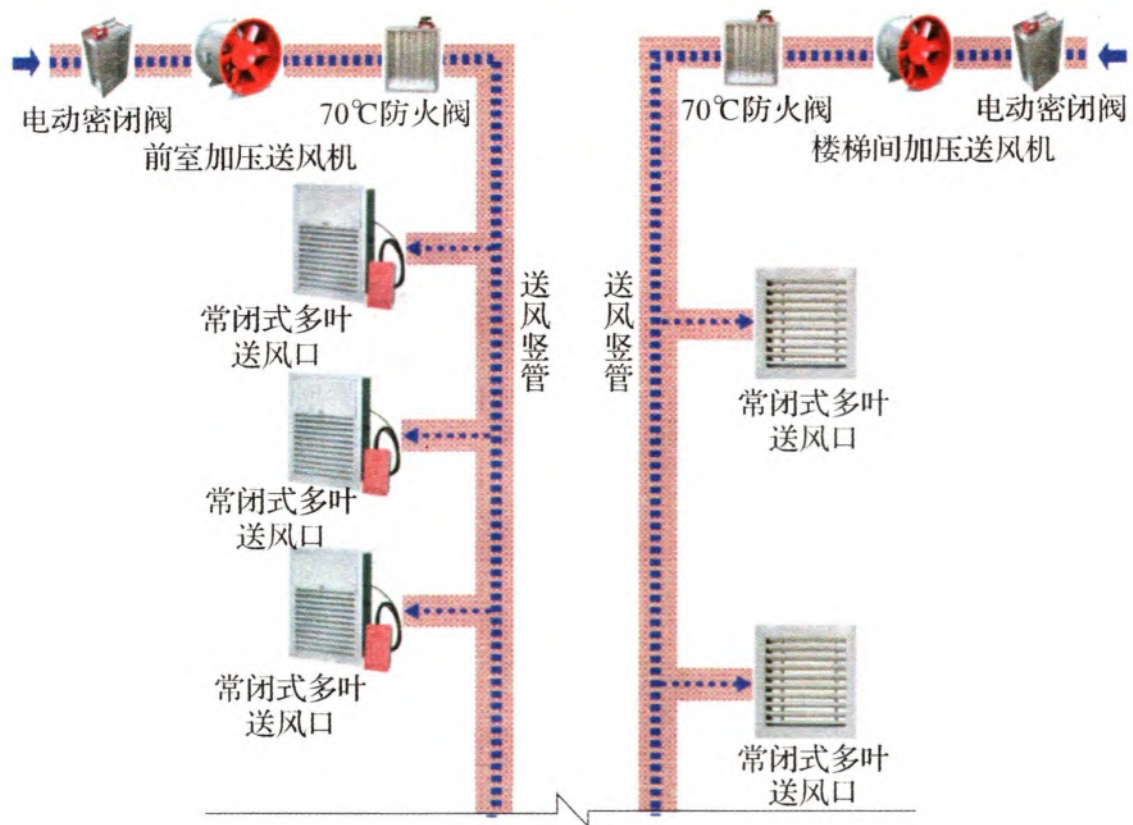 电动密闭阀
70℃防火阀
70℃防火阀
电动密闭阀
前室加压送风机
楼梯间加压送风机
送风竖管
送风竖管
常闭式多叶
送风口
常闭式多叶
送风口
常闭式多叶
送风口
常闭式多叶
送风口
常闭式多叶
送风口